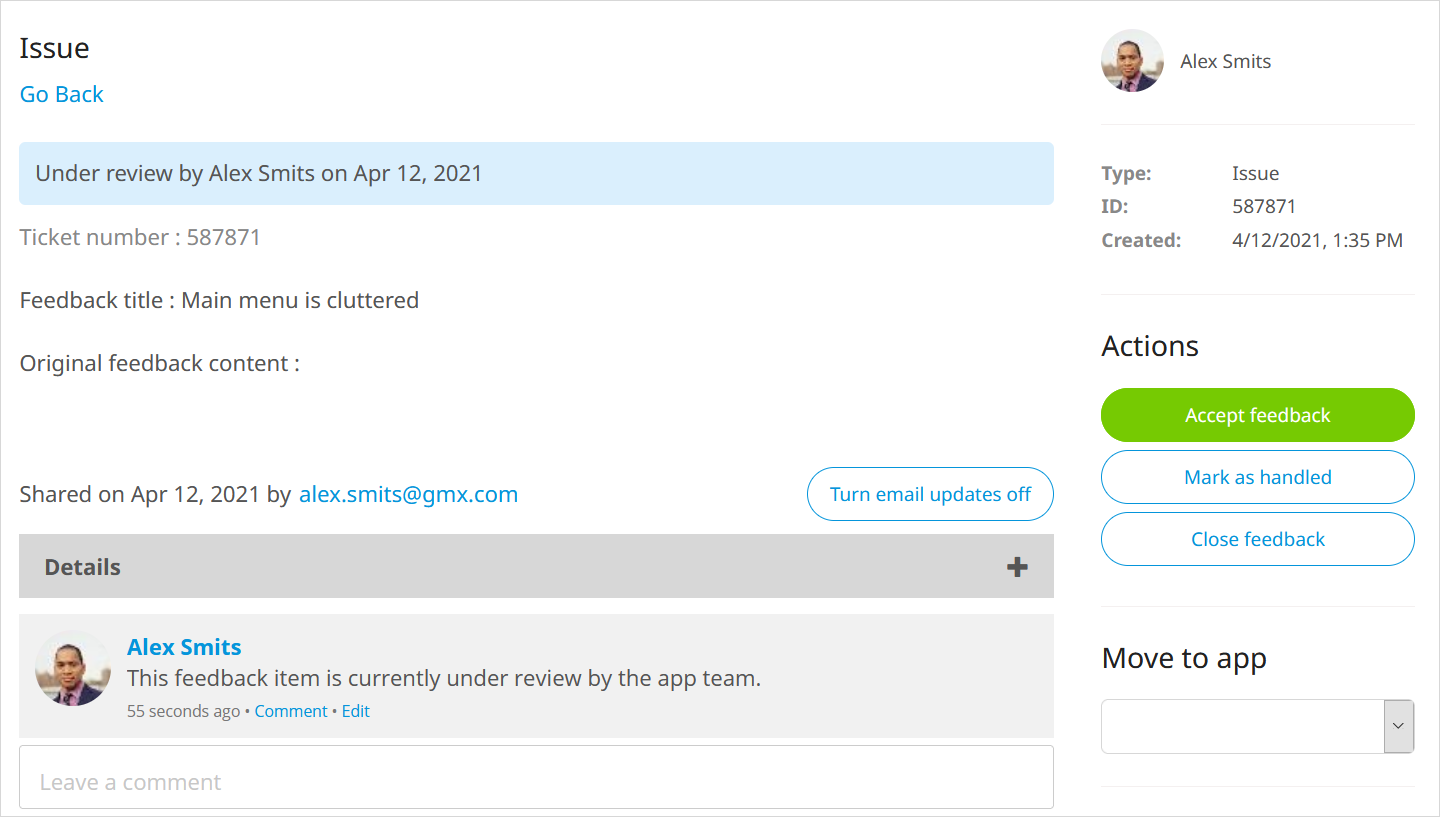 Issue
Go Back
Under review by Alex Smits on Apr 12, 2021
Ticket number : 587871
Feedback title : Main menu is cluttered
Original feedback content :
Shared on Apr 12, 2021 by alex.smits@gmx.com
Turn email updates off
Details
Alex Smits
This feedback item is currently under review by the app team.
55 seconds ago • Comment • Edit
Leave a comment
Alex Smits
Type: Issue
ID: 587871
Created: 4/12/2021, 1:35 PM
Actions
Accept feedback
Mark as handled
Close feedback
Move to app